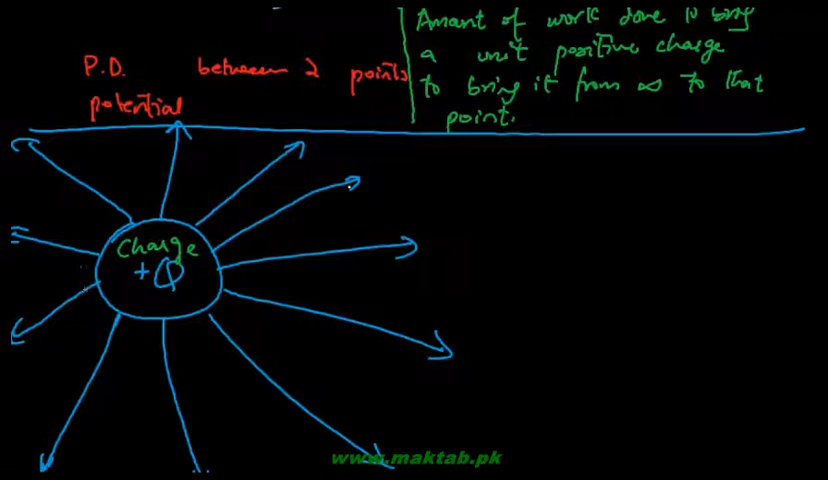 Amount of work done to bring
a unit positive charge
to bring it from ∞ to that
point.
P.D. between 2 points
potential
Charge
+Q
www.maktab.pk